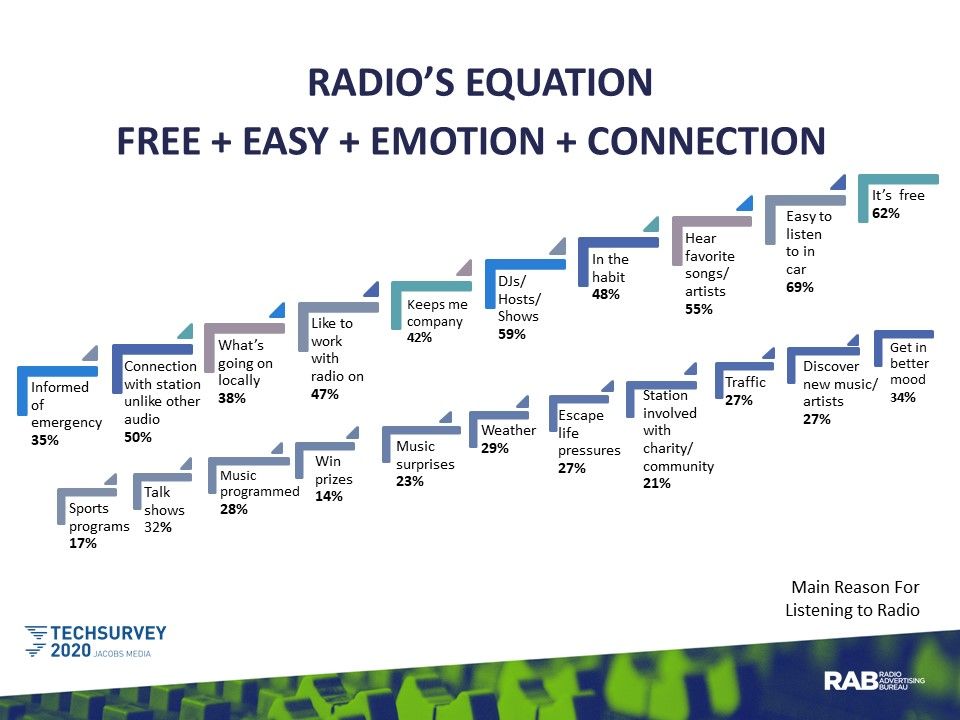 RADIO’S EQUATION
FREE + EASY + EMOTION + CONNECTION
Informed
of
emergency
35%
Connection
with station
unlike other
audio
50%
What’s
going on
locally
38%
Like to
work
with
radio on
47%
Keeps me
company
42%
DJs/
Hosts/
Shows
59%
In the
habit
48%
Hear
favorite
songs/
artists
55%
Easy to
listen
to in
car
69%
It’s  free
62%
Sports
programs
17%
Talk
shows
32%
Music
programmed
28%
Win
prizes
14%
Music
surprises
23%
Weather
29%
Escape
life
pressures
27%
Station
involved
with
charity/
community
21%
Traffic
27%
Discover
new music/
artists
27%
Get in
better
mood
34%
Main Reason For
Listening to Radio
TECHSURVEY
2020 JACOBS MEDIA
RAB RADIO
ADVERTISING
BUREAU